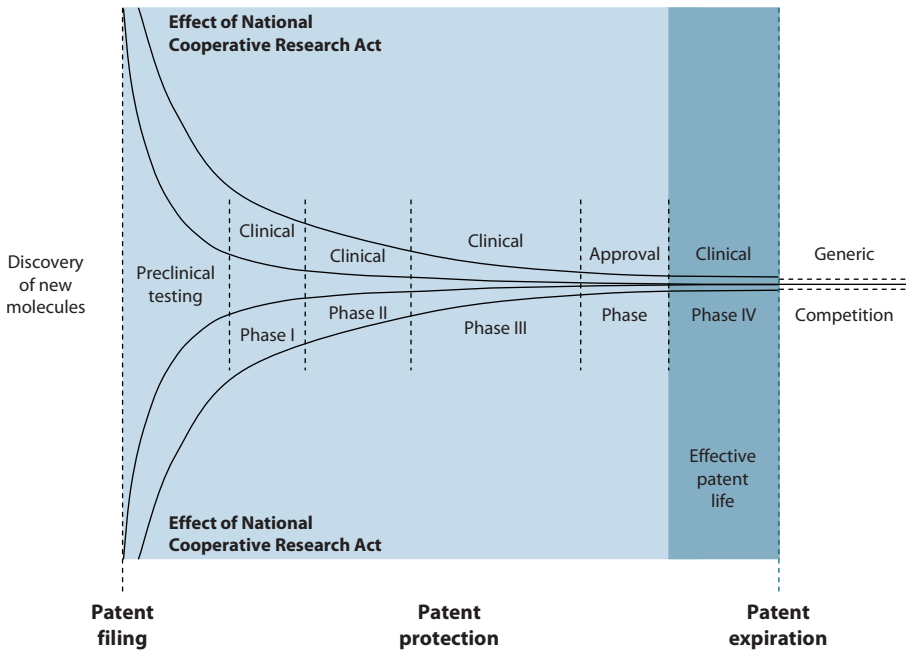 Effect of National
Cooperative Research Act
Discovery
of new
molecules
Preclinical
testing
Clinical
Phase I
Clinical
Phase II
Clinical
Phase III
Approval
Phase
Clinical
Phase IV
Generic
Competition
Effective
patent
life
Effect of National
Cooperative Research Act
Patent
filing
Patent
protection
Patent
expiration